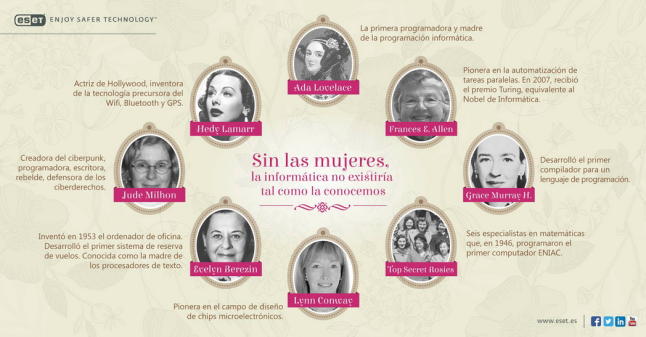 eseT ENJOY SAFER TECHNOLOGY™
La primera programadora y madre
de la programación informática.
Ada Lovelace
Actriz de Hollywood, inventora
de la tecnología precursora del
Wifi, Bluetooth y GPS.
Hedy Lamarr
Pionera en la automatización de
tareas paralelas. En 2007, recibió
el premio Turing, equivalente al
Nobel de Informática.
Frances E. Allen
Creadora del ciberpunk,
programadora, escritora,
rebelde, defensora de los
ciberderechos.
Jude Milhon
Sin las mujeres,
la informática no existiría
tal como la conocemos
Desarrolló el primer
compilador para un
lenguaje de programación.
Grace Murray H.
Inventó en 1953 el ordenador de oficina.
Desarrolló el primer sistema de reserva
de vuelos. Conocida como la madre de
los procesadores de texto.
Evelyn Berezin
Seis especialistas en matemáticas
que, en 1946, programaron el
primer computador ENIAC.
Top Secret Rosies
Pionera en el campo de diseño
de chips microelectrónicos.
Lynn Conway
www.eset.es